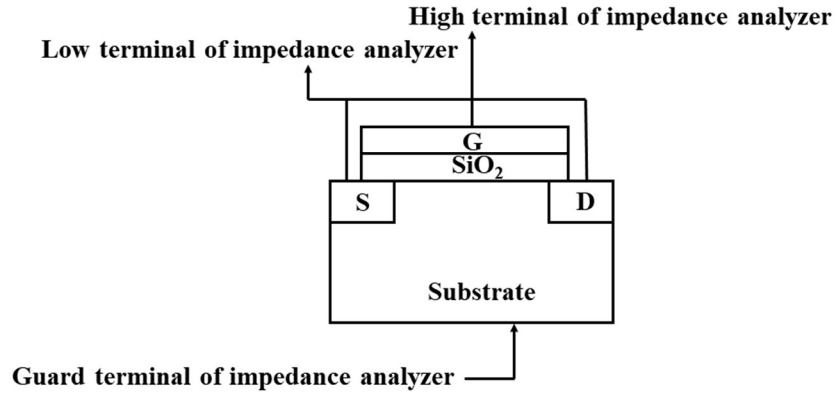 High terminal of impedance analyzer
Low terminal of impedance analyzer
G
SiO₂
S
D
Substrate
Guard terminal of impedance analyzer